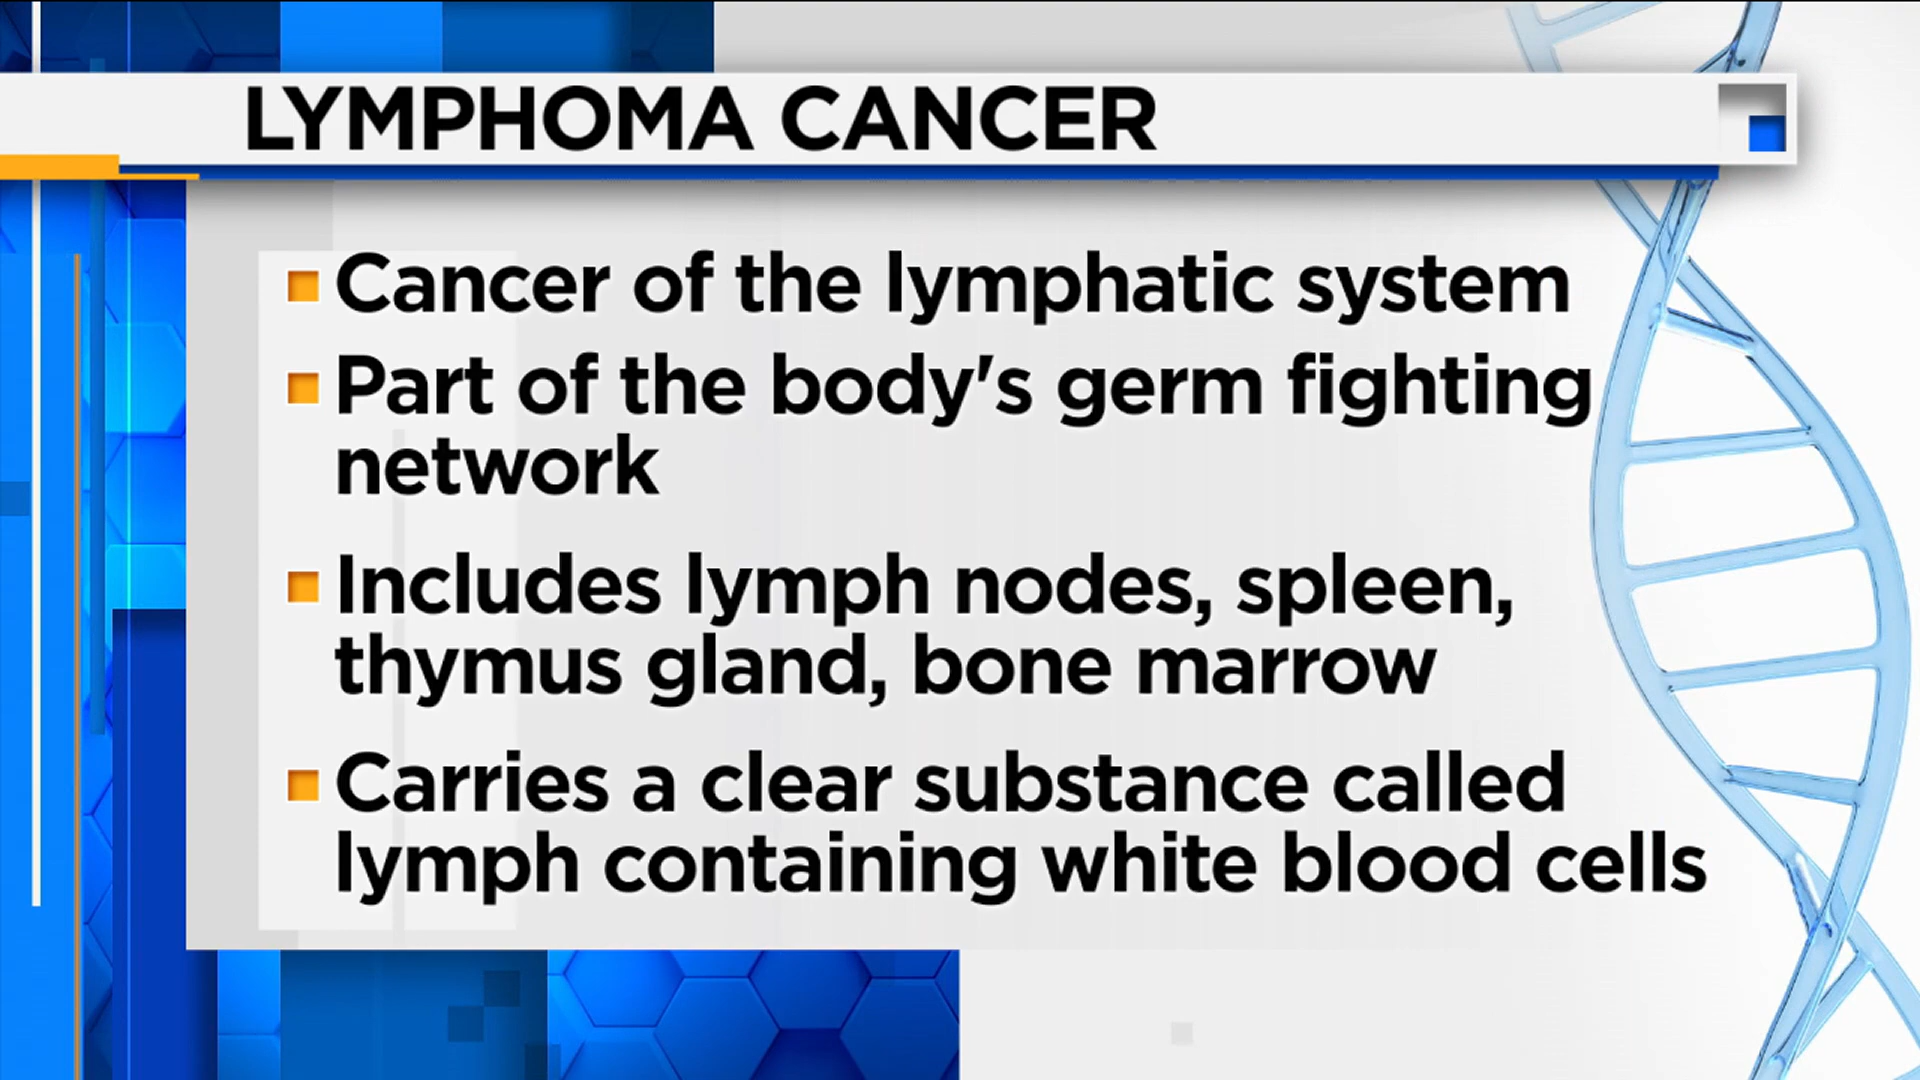 LYMPHOMA CANCER
Cancer of the lymphatic system
Part of the body's germ fighting
network
Includes lymph nodes, spleen,
thymus gland, bone marrow
Carries a clear substance called
lymph containing white blood cells